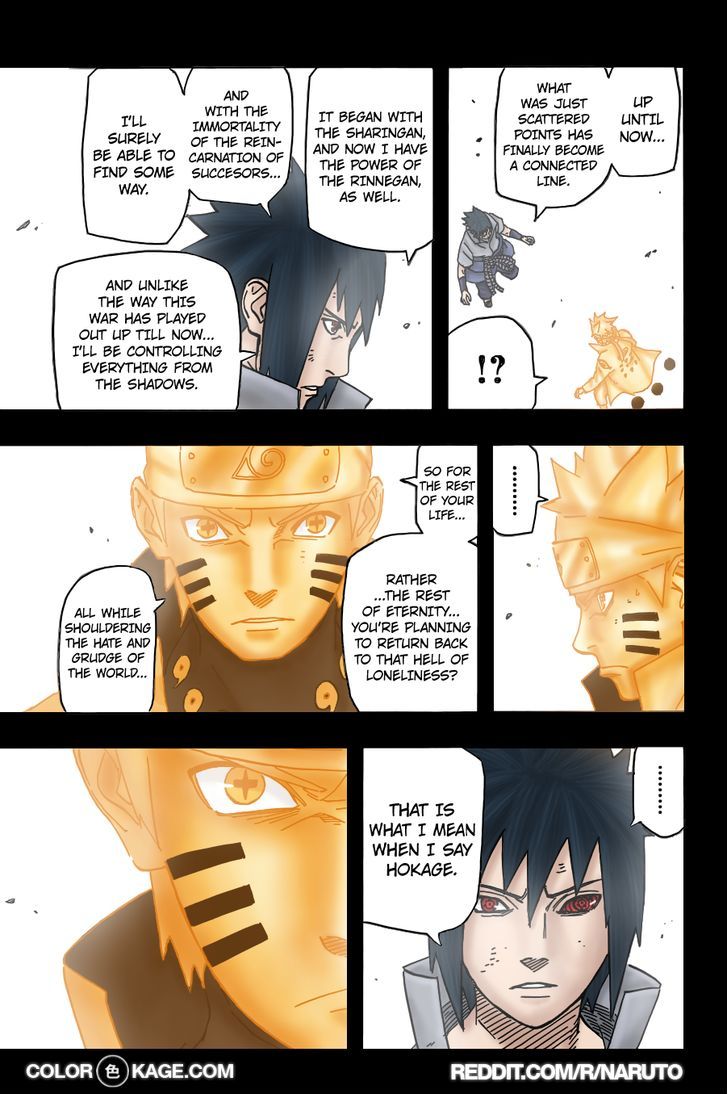 UP
UNTIL
NOW...
WHAT
WAS JUST
SCATTERED
POINTS HAS
FINALLY BECOME
A CONNECTED
LINE.
!?
IT BEGAN WITH
THE SHARINGAN,
AND NOW I HAVE
THE POWER OF
THE RINNEGAN,
AS WELL.
AND
WITH THE
IMMORTALITY
OF THE REIN-
CARNATION OF
SUCCESORS...
I'LL
SURELY
BE ABLE TO
FIND SOME
WAY.
AND UNLIKE
THE WAY THIS
WAR HAS PLAYED
OUT UP TILL NOW...
I'LL BE CONTROLLING
EVERYTHING FROM
THE SHADOWS.
.........
SO FOR
THE REST
OF YOUR
LIFE...
RATHER
...THE REST
OF ETERNITY...
YOU'RE PLANNING
TO RETURN BACK
TO THAT HELL OF
LONELINESS?
ALL WHILE
SHOULDERING
THE HATE AND
GRUDGE OF
THE WORLD...
.........
THAT IS
WHAT I MEAN
WHEN I SAY
HOKAGE.
COLOR 色 KAGE.COM
REDDIT.COM/R/NARUTO